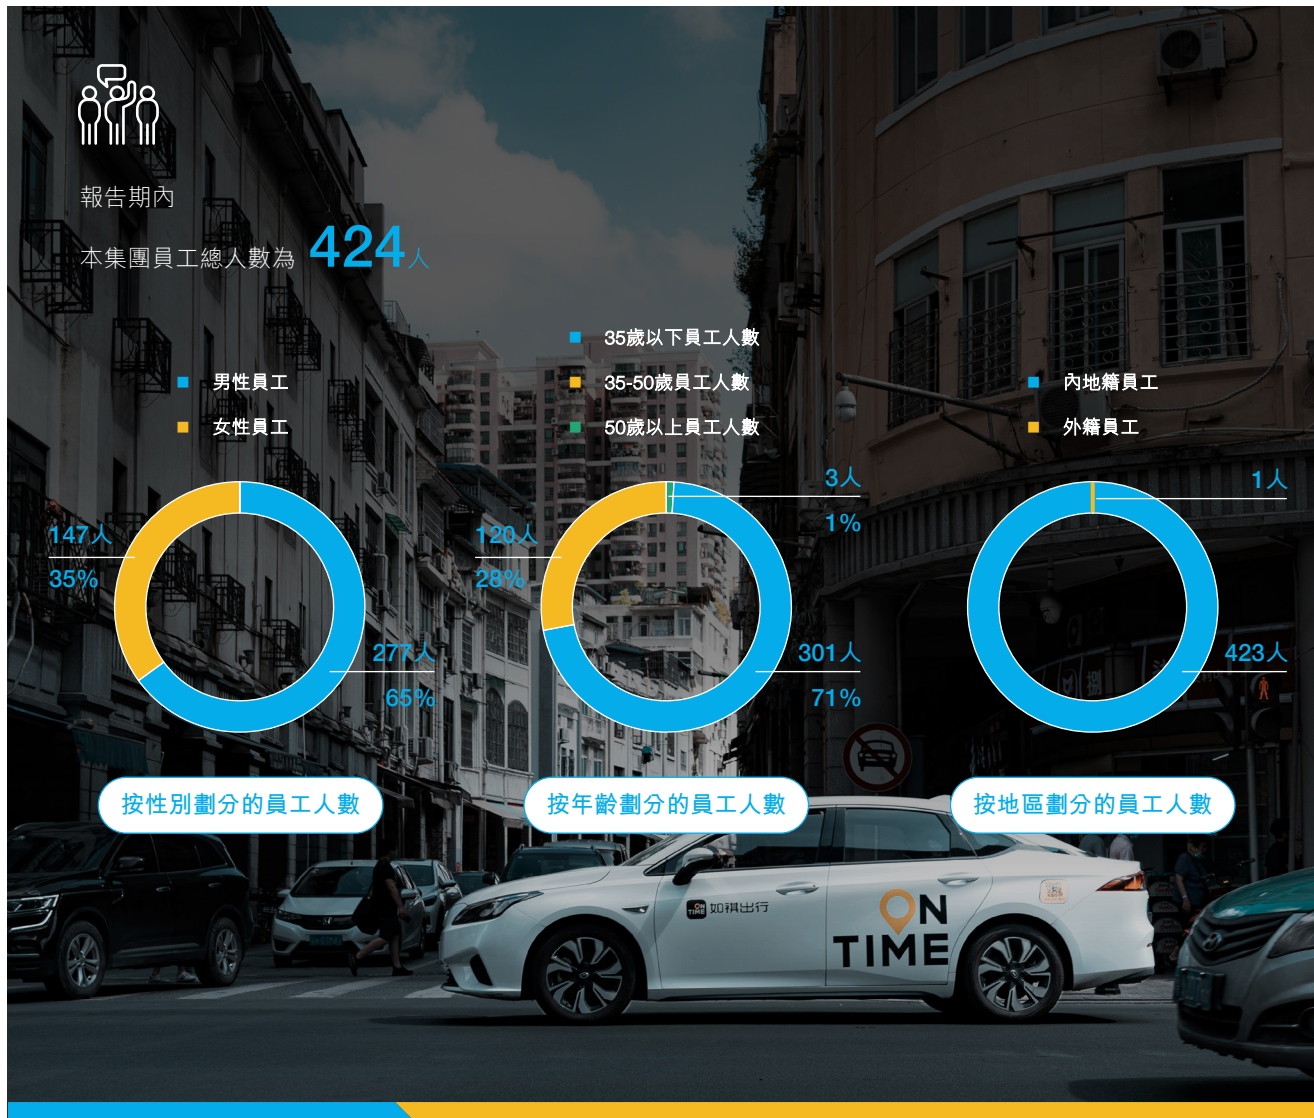 報告期內
本集團員工總人數為 424人
男性員工
女性員工
147人
35%
277人
65%
按性別劃分的員工人數
35歲以下員工人數
35-50歲員工人數
50歲以上員工人數
3人
1%
120人
28%
301人
71%
按年齡劃分的員工人數
內地籍員工
外籍員工
1人
423人
按地區劃分的員工人數
ON TIME 如祺出行
ON
TIME